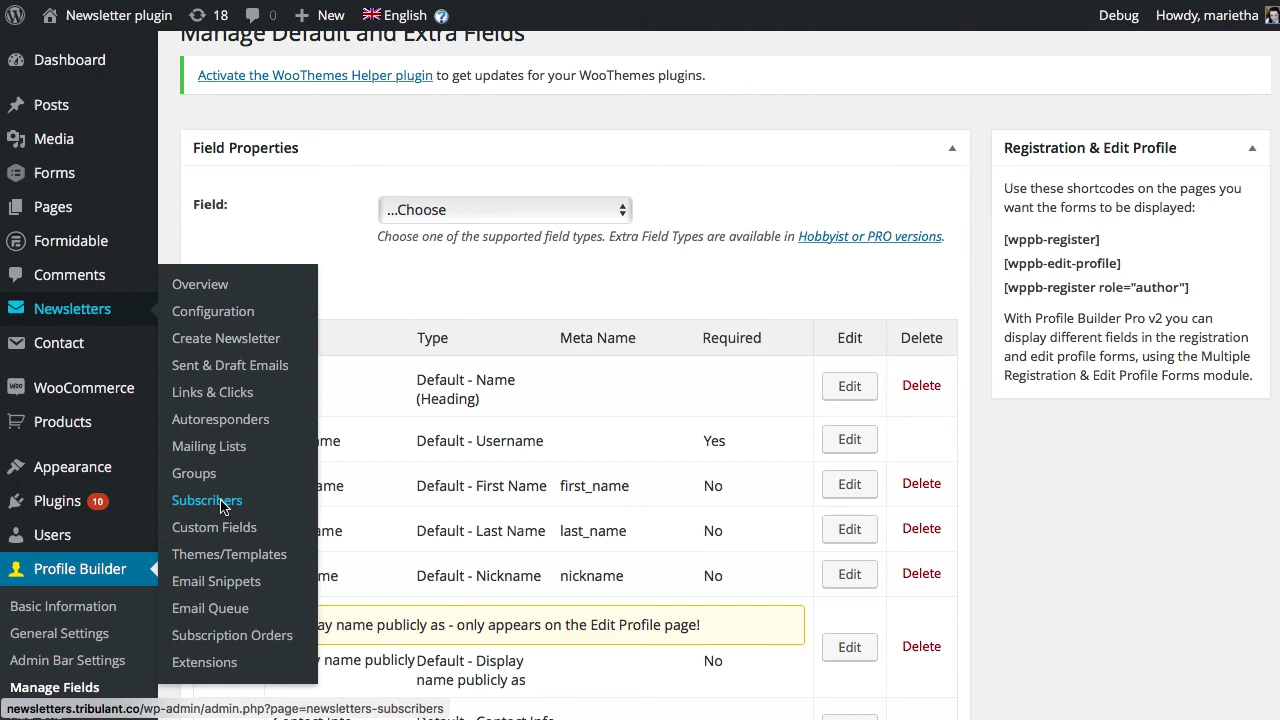 Newsletter plugin 18 0 New English Debug Howdy, marietha
Manage Default and Extra Fields
Activate the WooThemes Helper plugin to get updates for your WooThemes plugins.
Dashboard
Posts
Media
Forms
Pages
Formidable
Comments
Newsletters
Contact
WooCommerce
Products
Appearance
Plugins 10
Users
Profile Builder
Basic Information
General Settings
Admin Bar Settings
Manage Fields
Overview
Configuration
Create Newsletter
Sent & Draft Emails
Links & Clicks
Autoresponders
Mailing Lists
Groups
Subscribers
Custom Fields
Themes/Templates
Email Snippets
Email Queue
Subscription Orders
Extensions
Field Properties
Field: ...Choose
Choose one of the supported field types. Extra Field Types are available in Hobbyist or PRO versions.
Type Meta Name Required Edit Delete
Default - Name
(Heading)
Edit Delete
me Default - Username Yes Edit
me Default - First Name first_name No Edit Delete
me Default - Last Name last_name No Edit Delete
me Default - Nickname nickname No Edit Delete
ay name publicly as - only appears on the Edit Profile page!
y name publicly Default - Display
name publicly as
No Edit Delete
Registration & Edit Profile
Use these shortcodes on the pages you
want the forms to be displayed:
[wppb-register]
[wppb-edit-profile]
[wppb-register role="author"]
With Profile Builder Pro v2 you can
display different fields in the registration
and edit profile forms, using the Multiple
Registration & Edit Profile Forms module.
newsletters.tribulant.co/wp-admin/admin.php?page=newsletters-subscribers